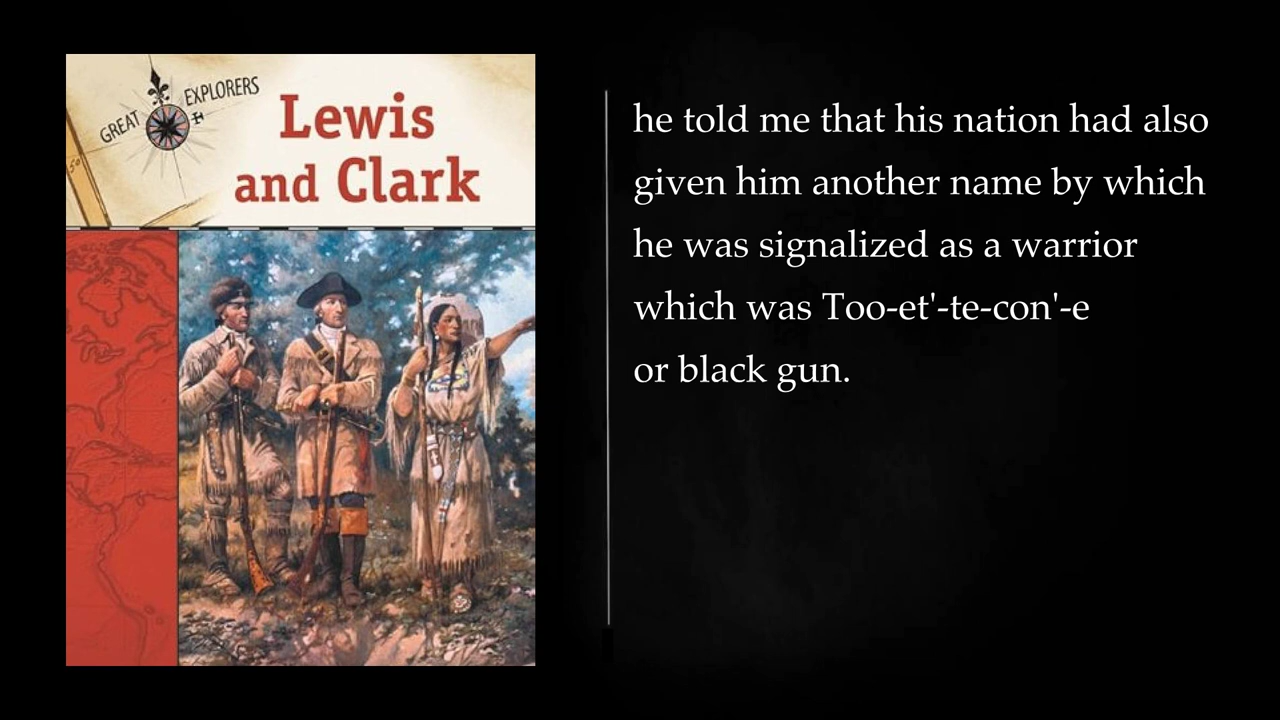 GREAT EXPLORERS
Lewis
and Clark
50
he told me that his nation had also
given him another name by which
he was signalized as a warrior
which was Too-et'-te-con'-e
or black gun.